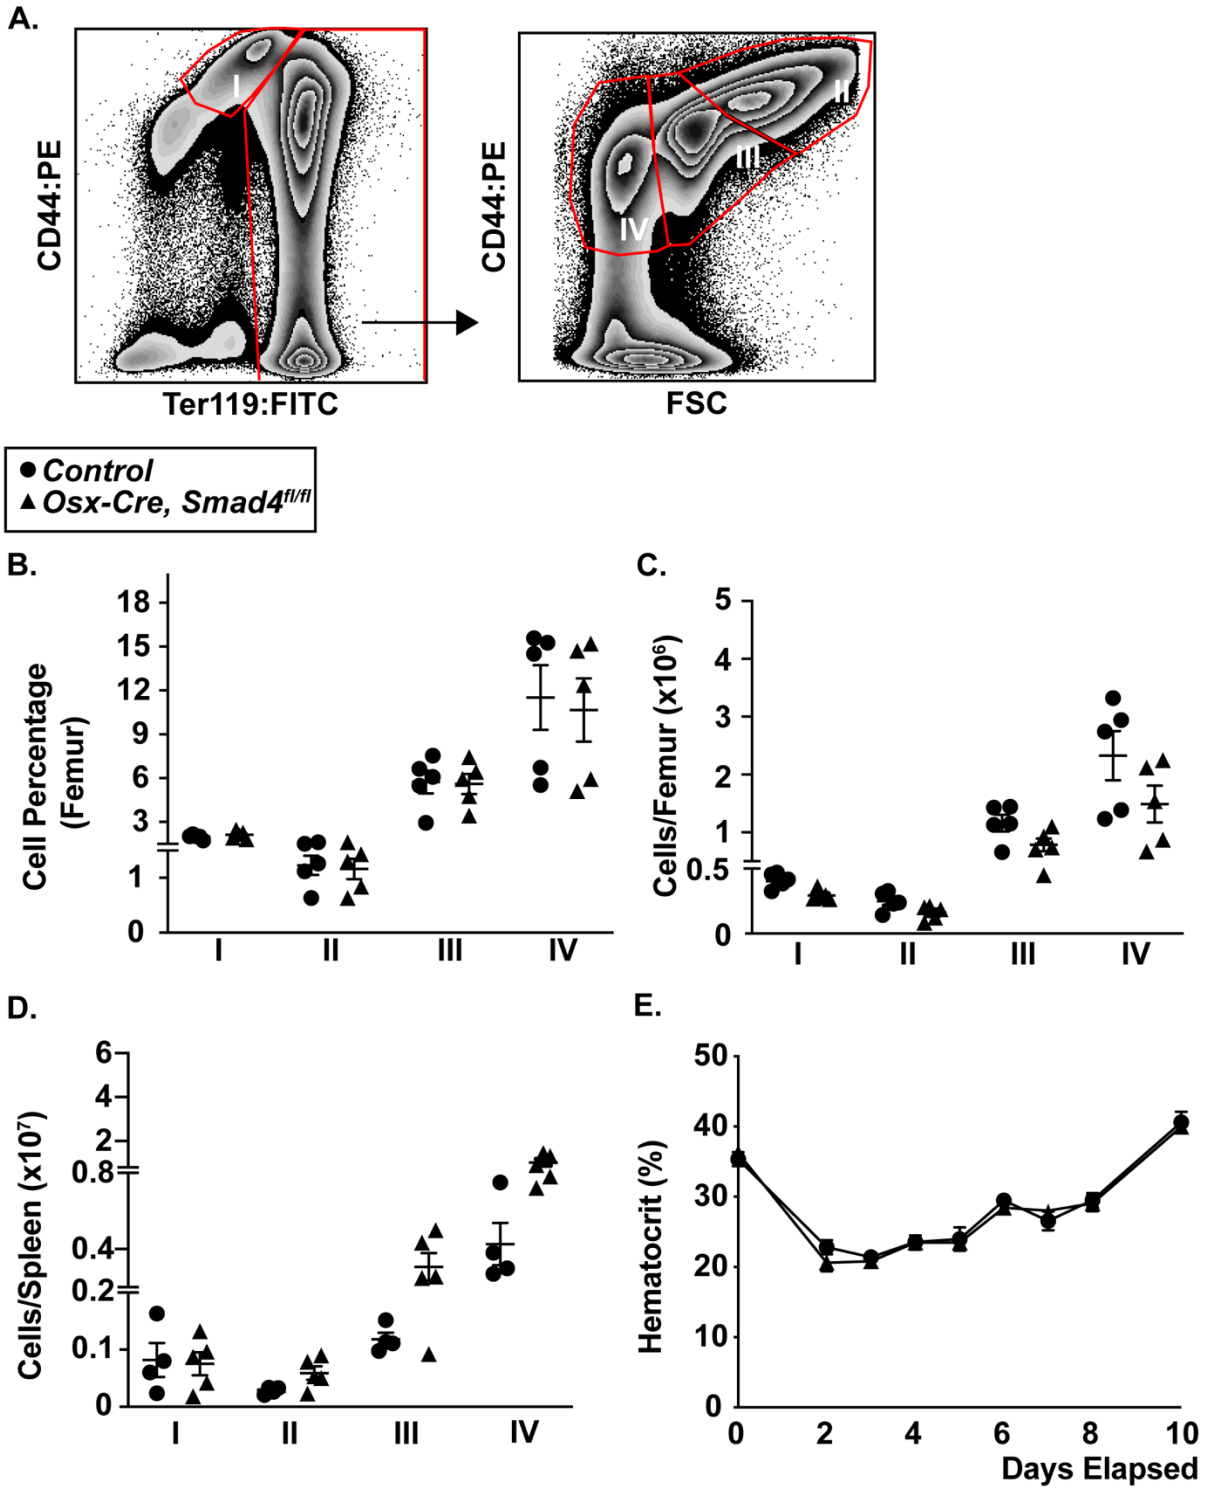 A.
CD44:PE
I
Ter119:FITC
CD44:PE
II
III
IV
FSC
● Control
▲ Osx-Cre, Smad4fl/fl
B.
Cell Percentage
(Femur)
18
15
12
9
6
3
1
0
I II III IV
C.
Cells/Femur (x10⁶)
5
4
3
2
1
0.5
0
I II III IV
D.
Cells/Spleen (x10⁷)
6
4
2
0.8
0.8
0.4
0.2
0.2
0.1
0
I II III IV
E.
Hematocrit (%)
50
40
30
20
10
0
0 2 4 6 8 10
Days Elapsed